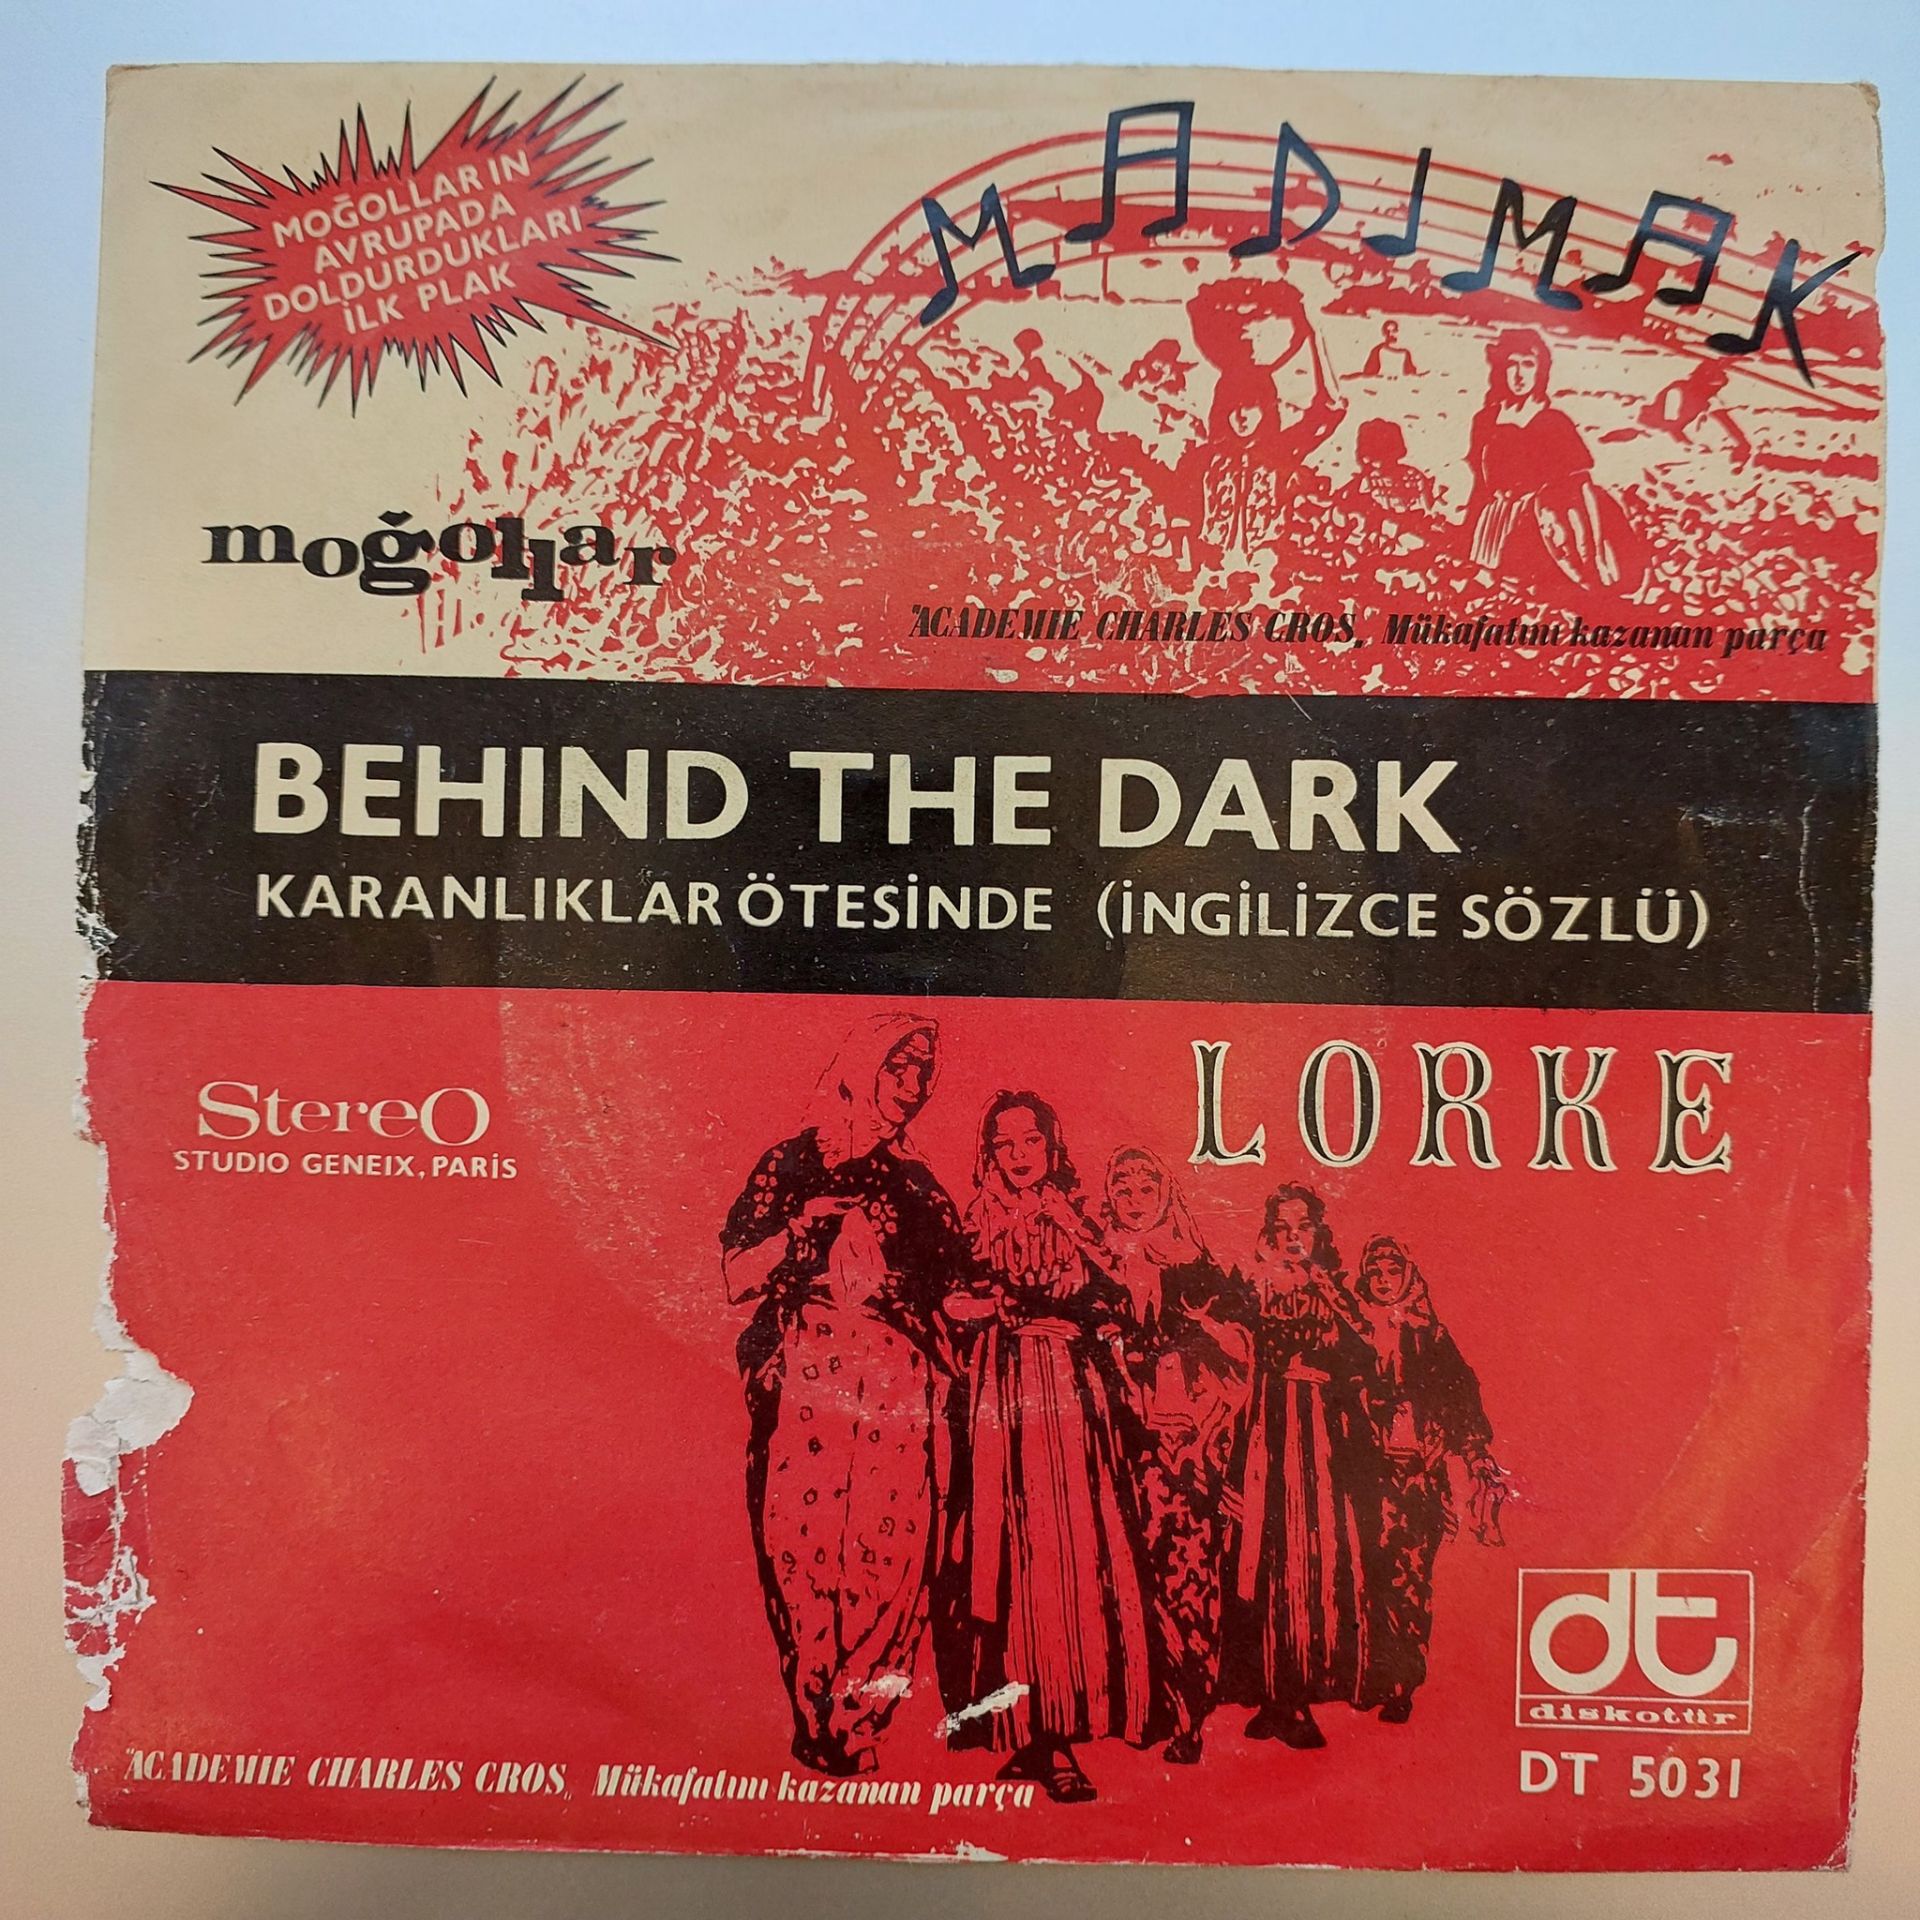 MOĞOLLAR IN
AVRUPADA
DOLDURDUKLARI
İLK PLAK
MADIMAK
moğollar
"ACADEMIE CHARLES CROS„ Mükafatını kazanan parça
BEHIND THE DARK
KARANLIKLAR ÖTESİNDE (İNGİLİZCE SÖZLÜ)
LORKE
StereO
STUDIO GENEIX, PARİS
dt
diskotür
DT 5031
"ACADEMIE CHARLES CROS„ Mükafatını kazanan parça